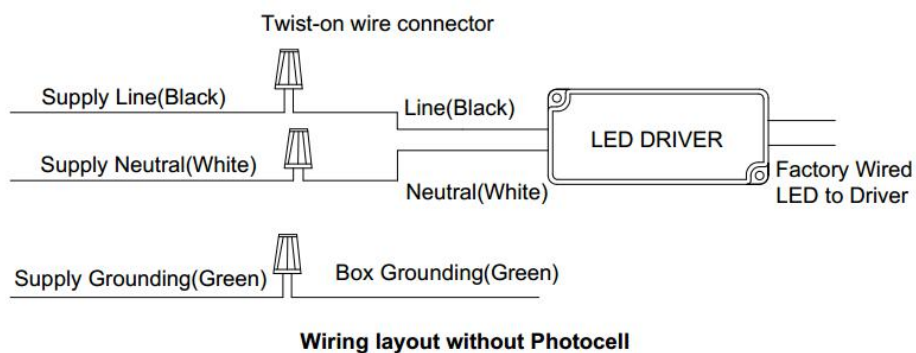 Twist-on wire connector
Supply Line(Black)
Line(Black)
LED DRIVER
Supply Neutral(White)
Neutral(White)
Factory Wired
LED to Driver
Supply Grounding(Green)
Box Grounding(Green)
Wiring layout without Photocell